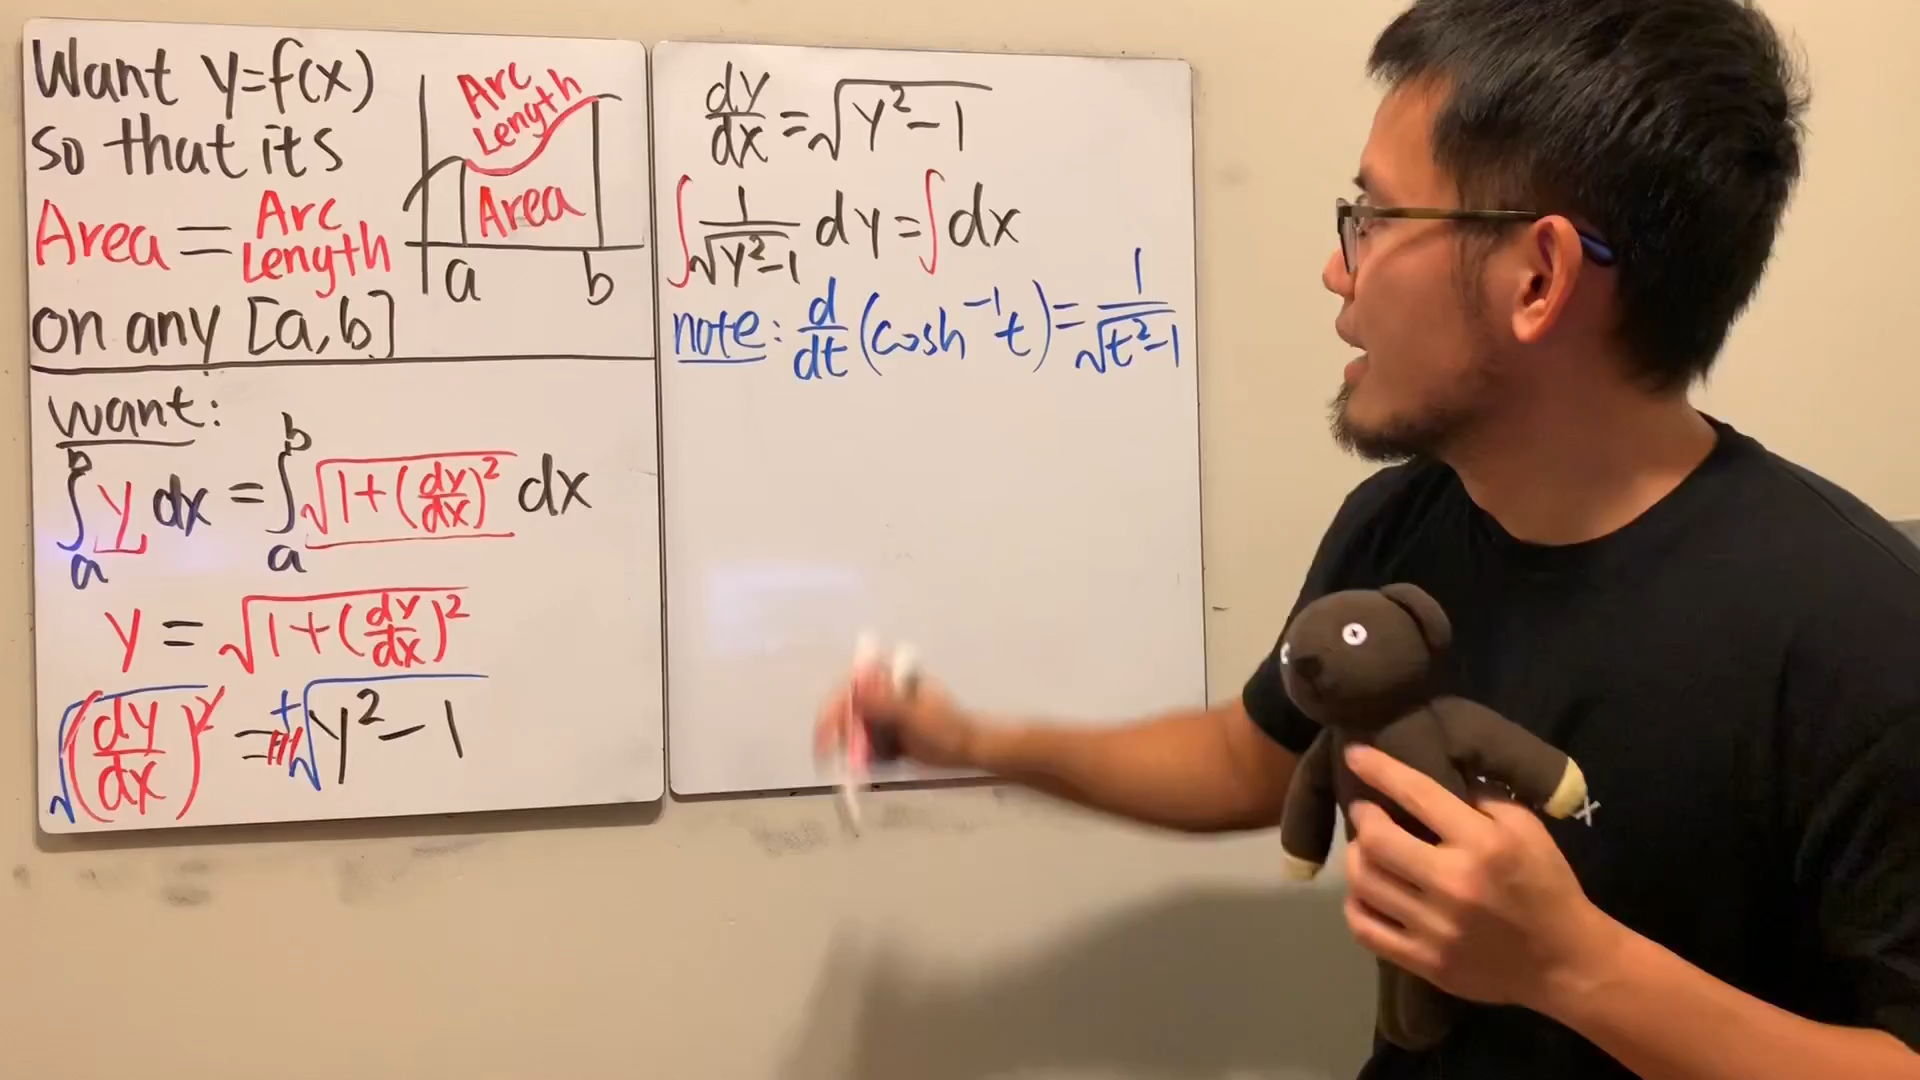 Want y=f(x)
so that its
Area = Arc Length
on any [a,b]
Arc
Length
Area
a b
want:
∫_a^b y dx = ∫_a^b √(1+(dy/dx)²) dx
y = √(1+(dy/dx)²)
√(dy/dx)² = +√(y²-1)
dy/dx = √(y²-1)
∫ 1/√(y²-1) dy = ∫ dx
note: d/dt (cosh⁻¹t) = 1/√(t²-1)